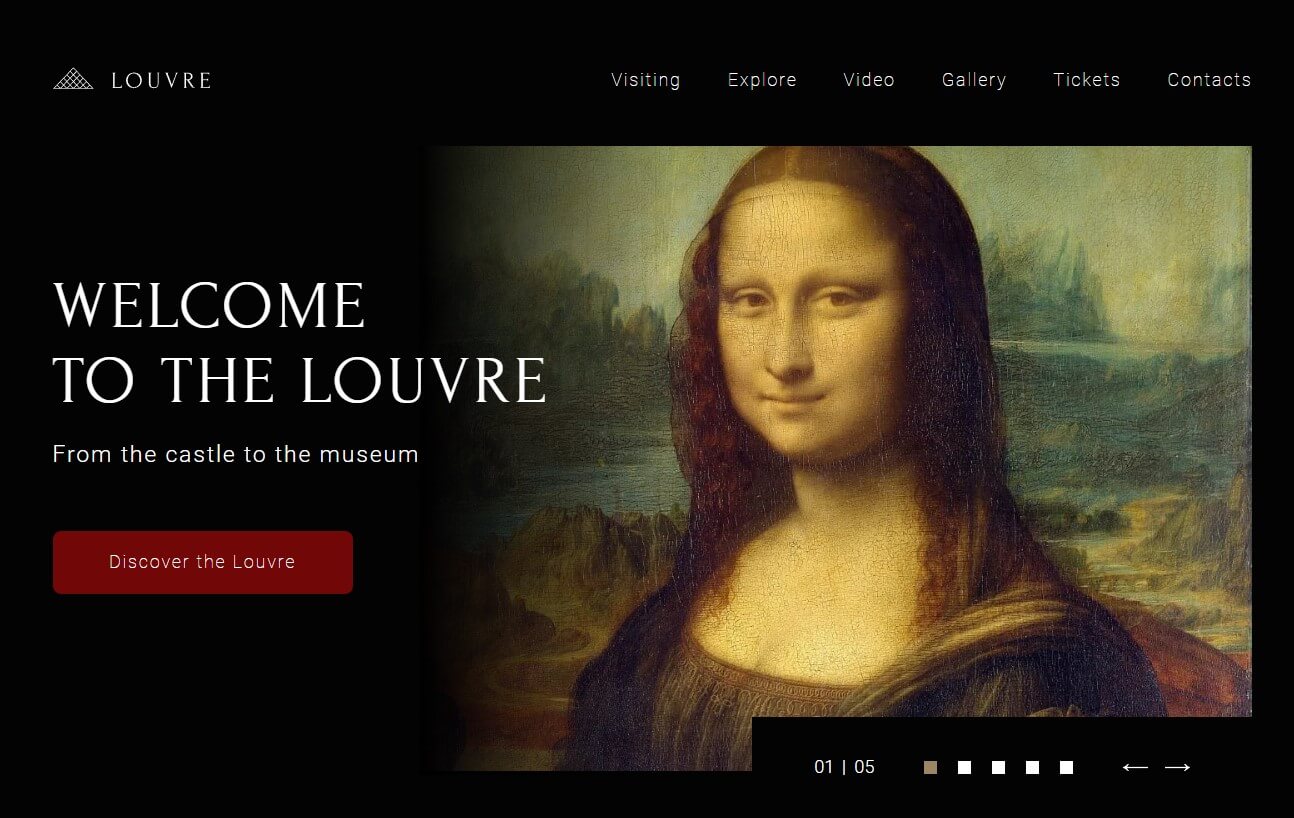 LOUVRE
Visiting Explore Video Gallery Tickets Contacts
WELCOME
TO THE LOUVRE
From the castle to the museum
Discover the Louvre
01 | 05